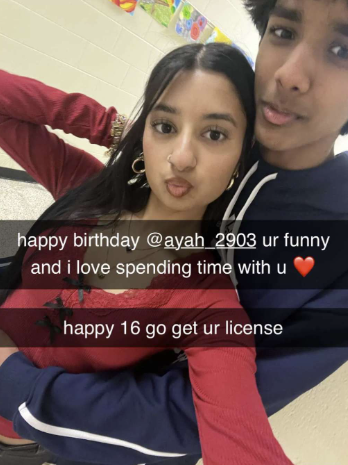 happy birthday @ayah_2903 ur funny
and i love spending time with u ❤️
happy 16 go get ur license